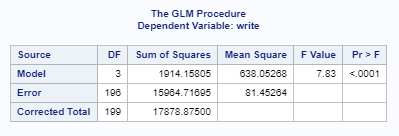 The GLM Procedure
Dependent Variable: write
Source DF Sum of Squares Mean Square F Value Pr > F
Model 3 1914.15805 638.05268 7.83 <.0001
Error 196 15964.71695 81.45264
Corrected Total 199 17878.87500